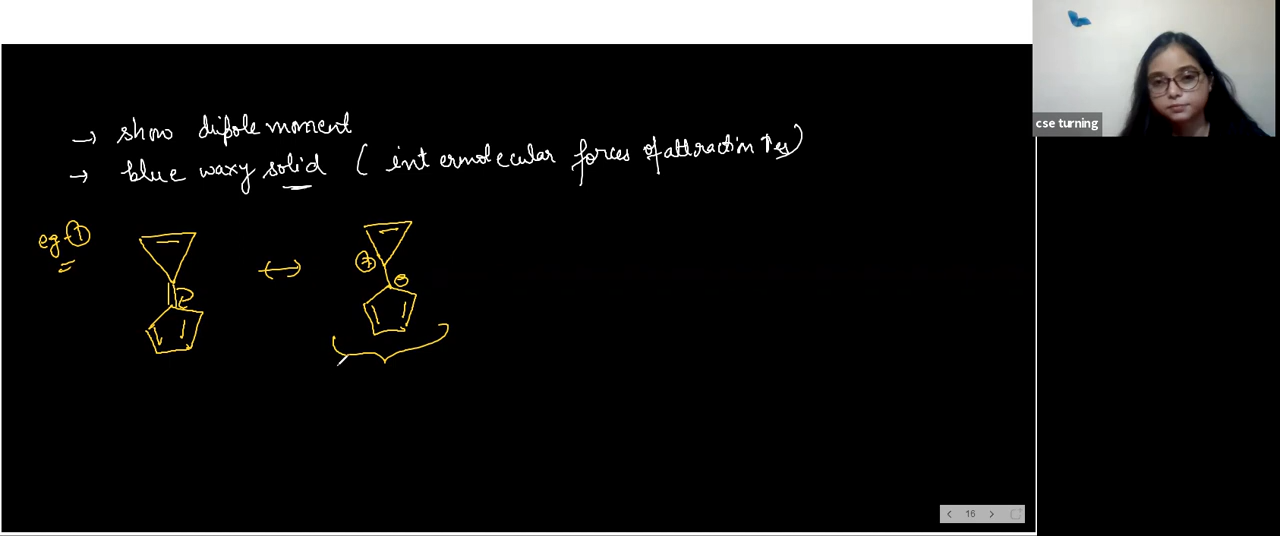 → show dipole moment
→ blue waxy solid ( intermolecular forces of attraction ↑es)
eg-①
⊕
⊖
cse turning
16